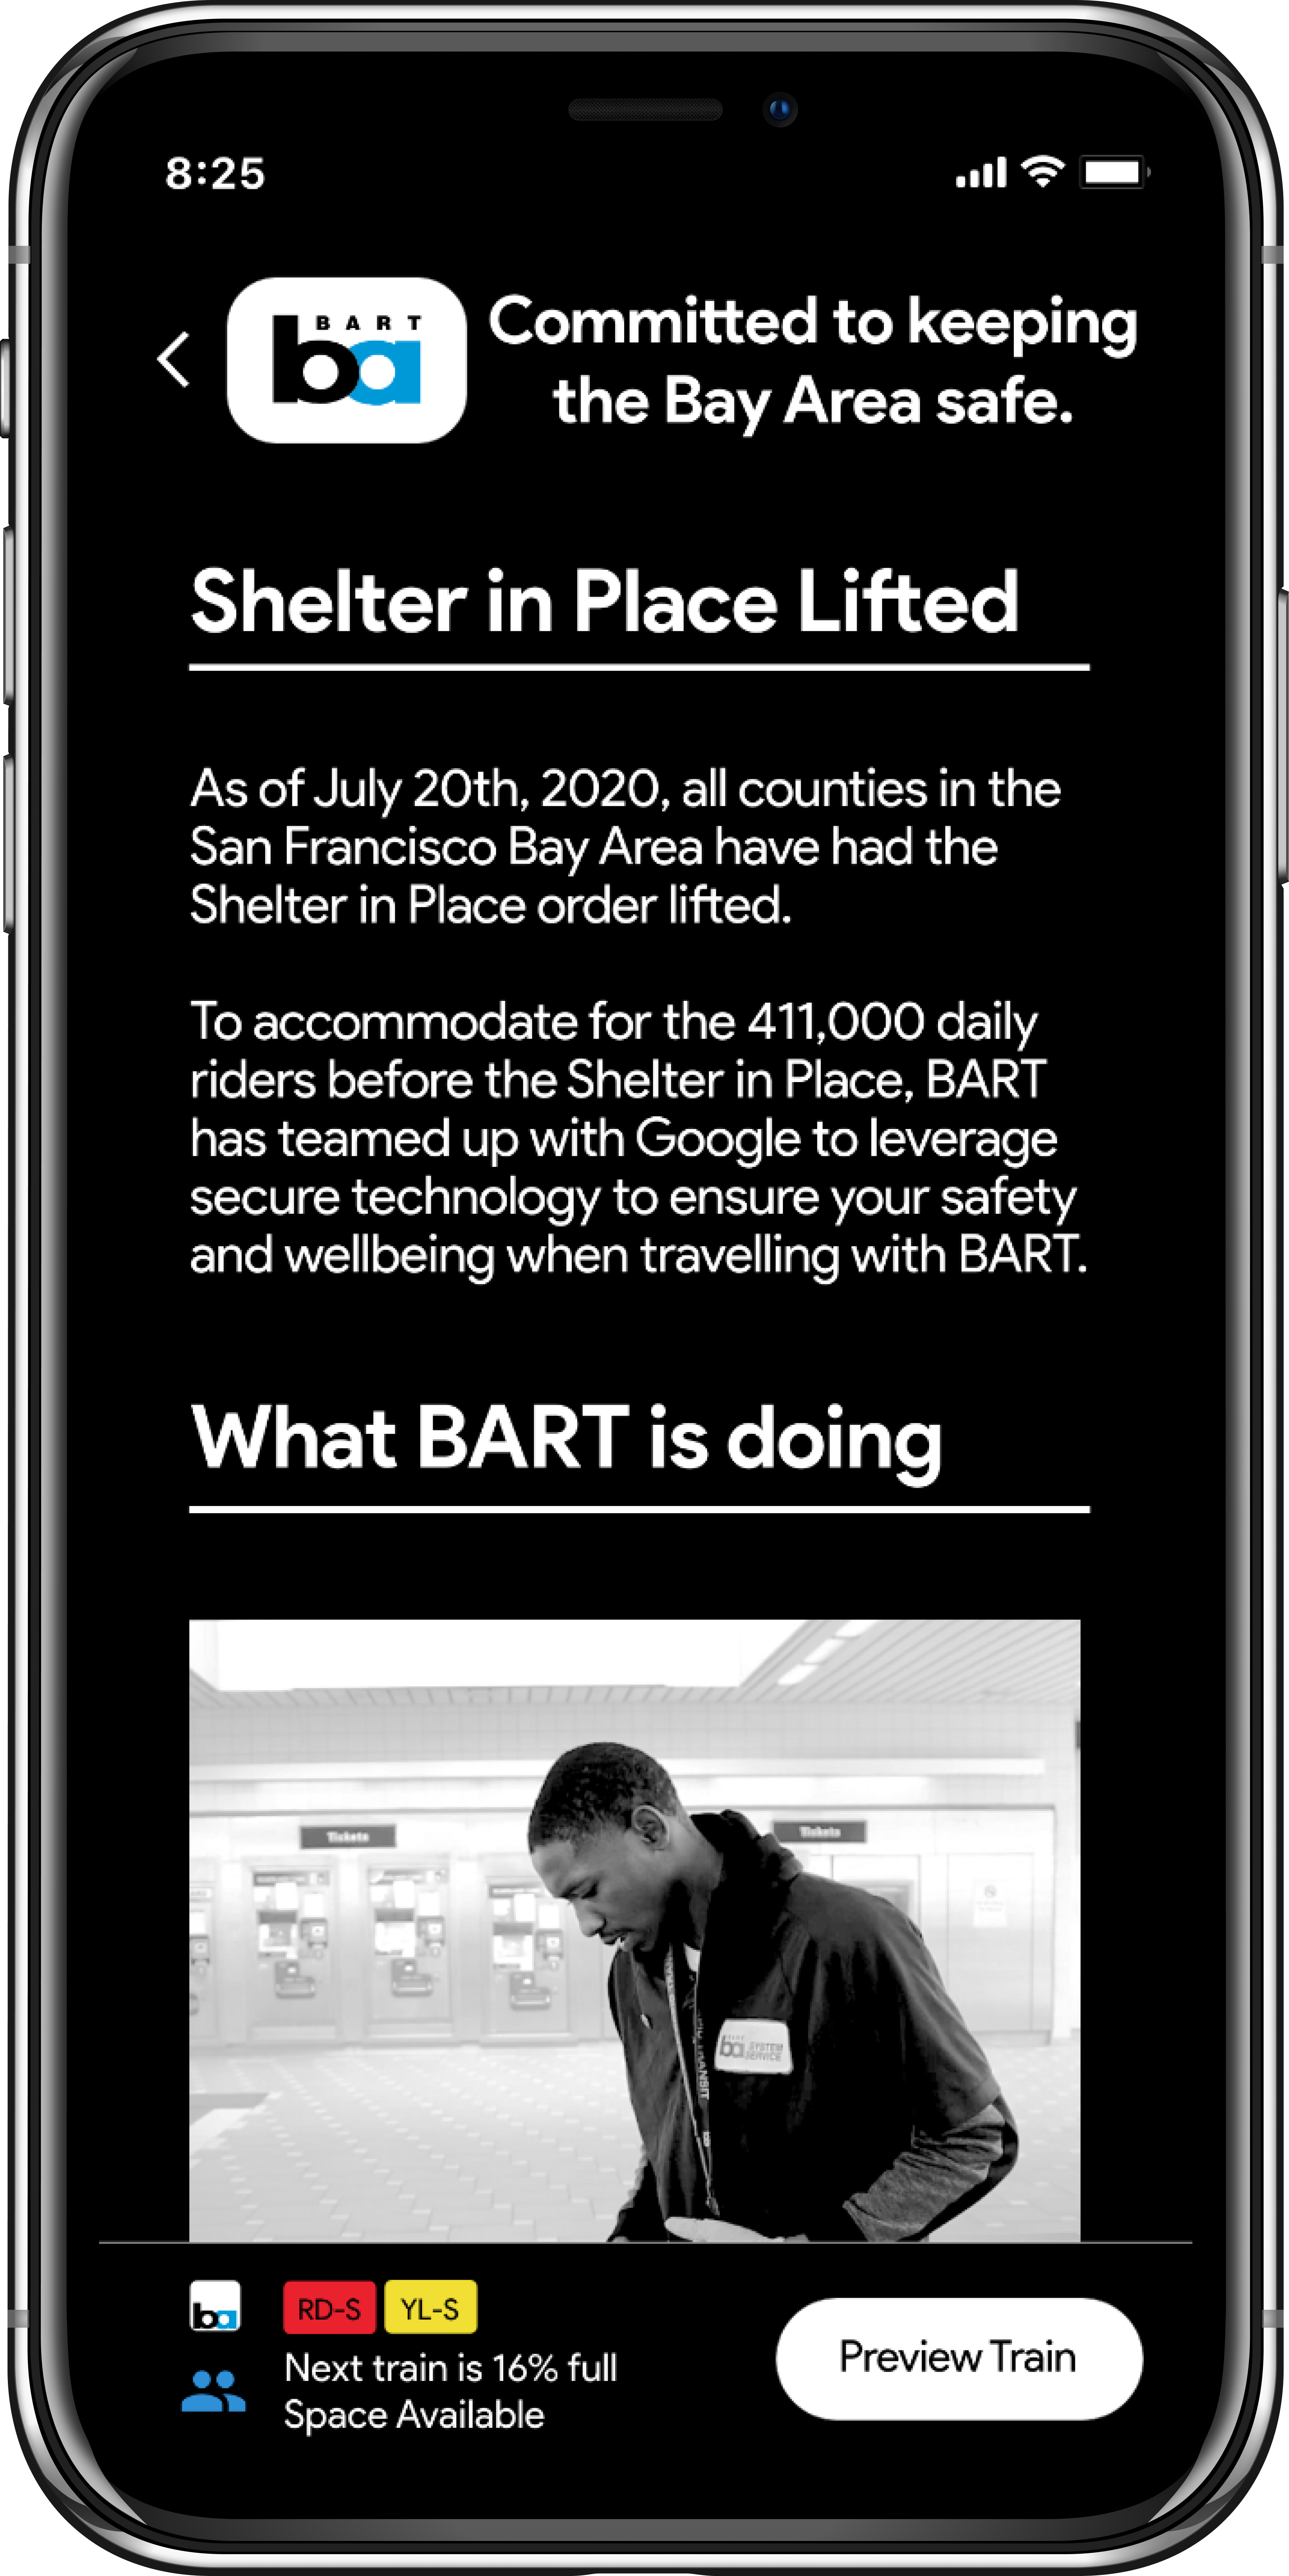 8:25
BART
ba
Committed to keeping
the Bay Area safe.
Shelter in Place Lifted
As of July 20th, 2020, all counties in the
San Francisco Bay Area have had the
Shelter in Place order lifted.
To accommodate for the 411,000 daily
riders before the Shelter in Place, BART
has teamed up with Google to leverage
secure technology to ensure your safety
and wellbeing when travelling with BART.
What BART is doing
Tickets
Tickets
ba SYSTEM
SERVICE
TRANSIT
ba
RD-S YL-S
Next train is 16% full
Space Available
Preview Train